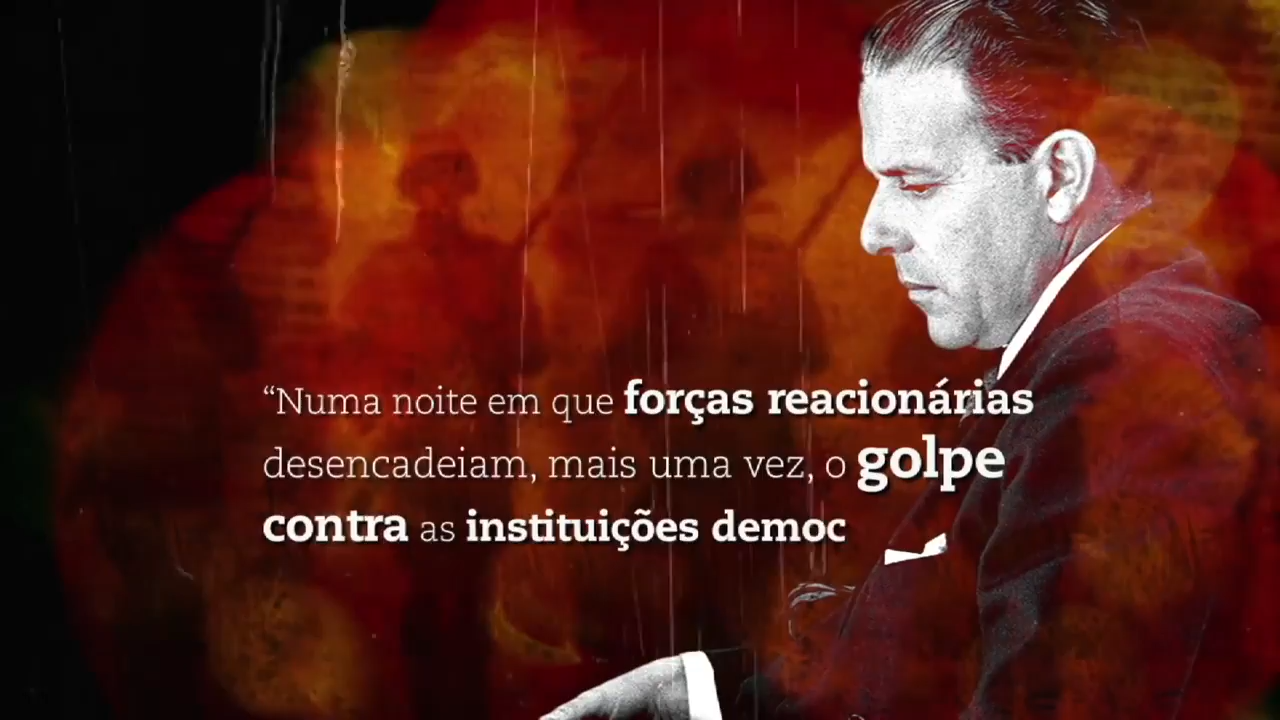 “Numa noite em que forças reacionárias
desencadeiam, mais uma vez, o golpe
contra as instituições democ